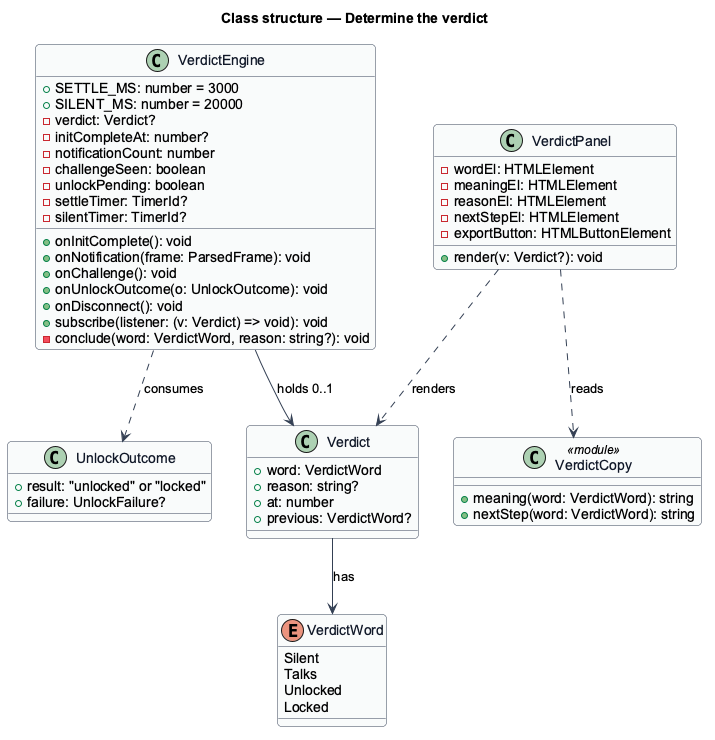 Class structure — Determine the verdict
C VerdictEngine
SETTLE_MS: number = 3000
SILENT_MS: number = 20000
verdict: Verdict?
initCompleteAt: number?
notificationCount: number
challengeSeen: boolean
unlockPending: boolean
settleTimer: TimerId?
silentTimer: TimerId?
onInitComplete(): void
onNotification(frame: ParsedFrame): void
onChallenge(): void
onUnlockOutcome(o: UnlockOutcome): void
onDisconnect(): void
subscribe(listener: (v: Verdict) => void): void
conclude(word: VerdictWord, reason: string?): void
C VerdictPanel
wordEl: HTMLElement
meaningEl: HTMLElement
reasonEl: HTMLElement
nextStepEl: HTMLElement
exportButton: HTMLButtonElement
render(v: Verdict?): void
consumes
holds 0..1
renders
reads
C UnlockOutcome
result: "unlocked" or "locked"
failure: UnlockFailure?
C Verdict
word: VerdictWord
reason: string?
at: number
previous: VerdictWord?
C «module»
VerdictCopy
meaning(word: VerdictWord): string
nextStep(word: VerdictWord): string
has
E VerdictWord
Silent
Talks
Unlocked
Locked